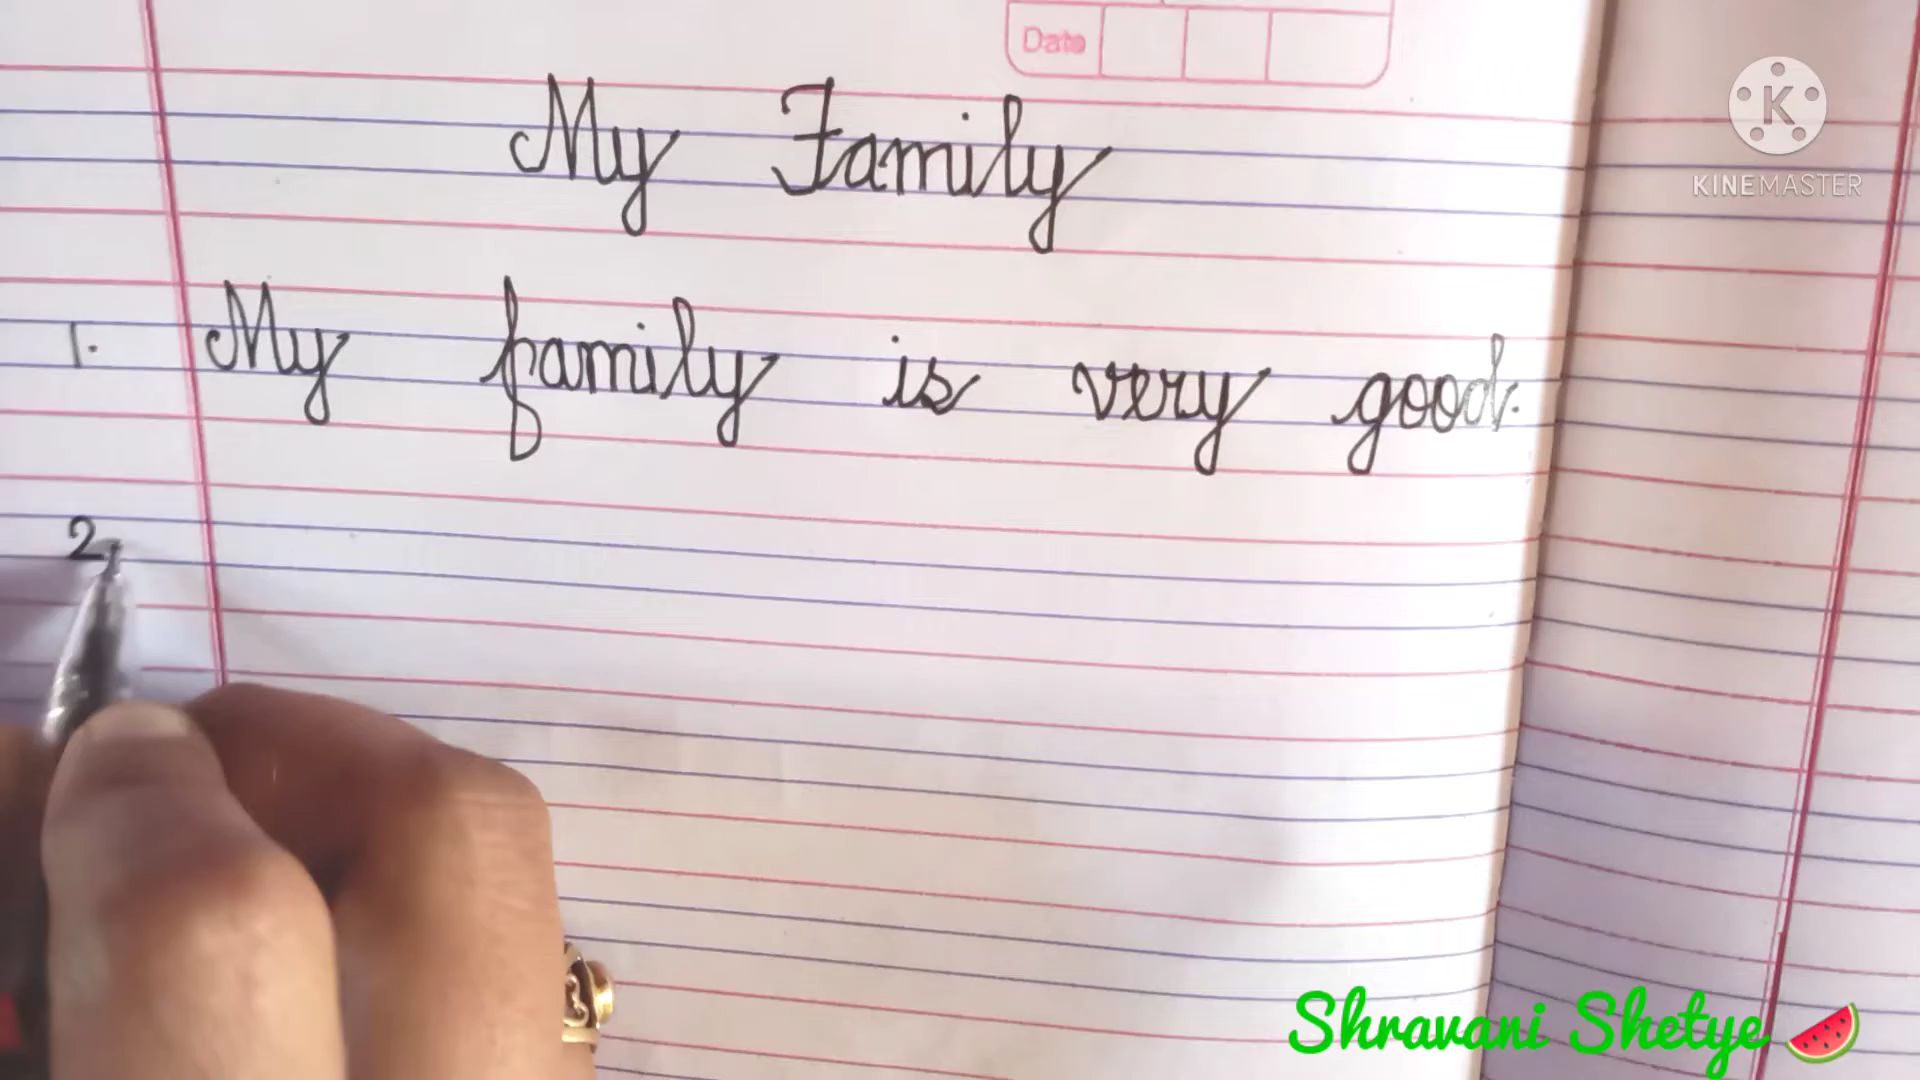 Date
My Family
K
KINEMASTER
1. My family is very good.
2.
Shravani Shetye